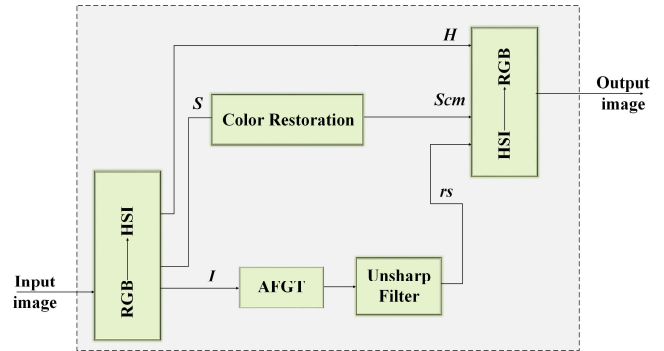 H
S
Color Restoration
Scm
HSI → RGB
Output
image
rs
RGB → HSI
Input
image
I
AFGT
Unsharp
Filter